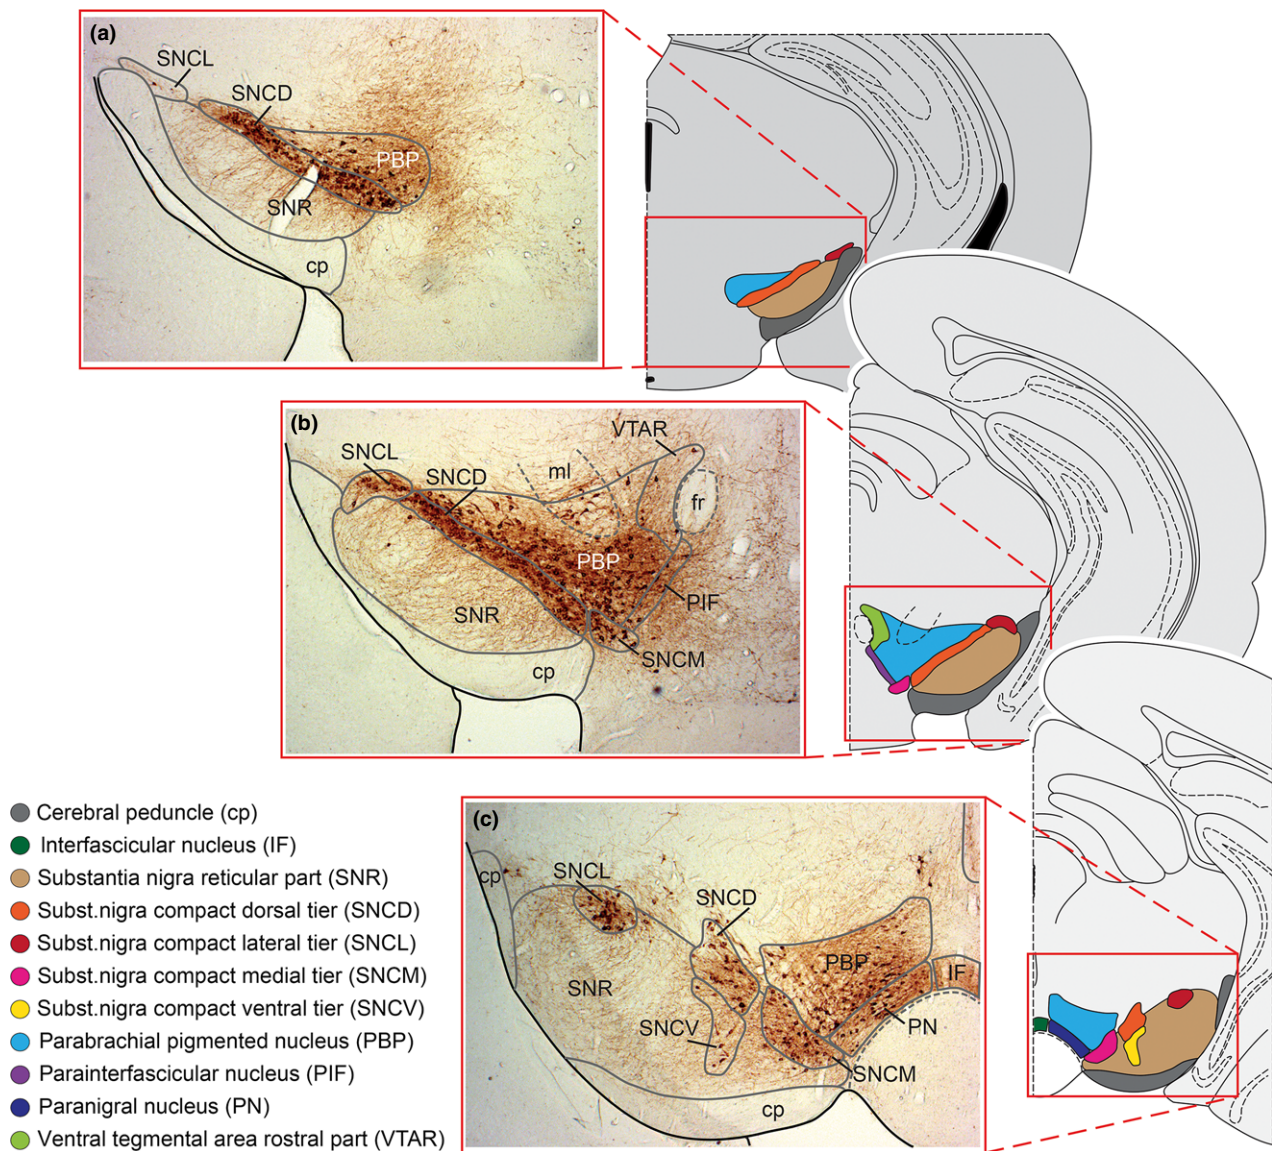 (a)
SNCL
SNCD
PBP
SNR
cp
(b)
VTAR
SNCL
ml
SNCD
fr
PBP
PIF
SNR
SNCM
cp
(c)
cp
SNCL
SNCD
PBP
IF
SNR
PN
SNCV
SNCM
cp
Cerebral peduncle (cp)
Interfascicular nucleus (IF)
Substantia nigra reticular part (SNR)
Subst.nigra compact dorsal tier (SNCD)
Subst.nigra compact lateral tier (SNCL)
Subst.nigra compact medial tier (SNCM)
Subst.nigra compact ventral tier (SNCV)
Parabrachial pigmented nucleus (PBP)
Parainterfascicular nucleus (PIF)
Paranigral nucleus (PN)
Ventral tegmental area rostral part (VTAR)